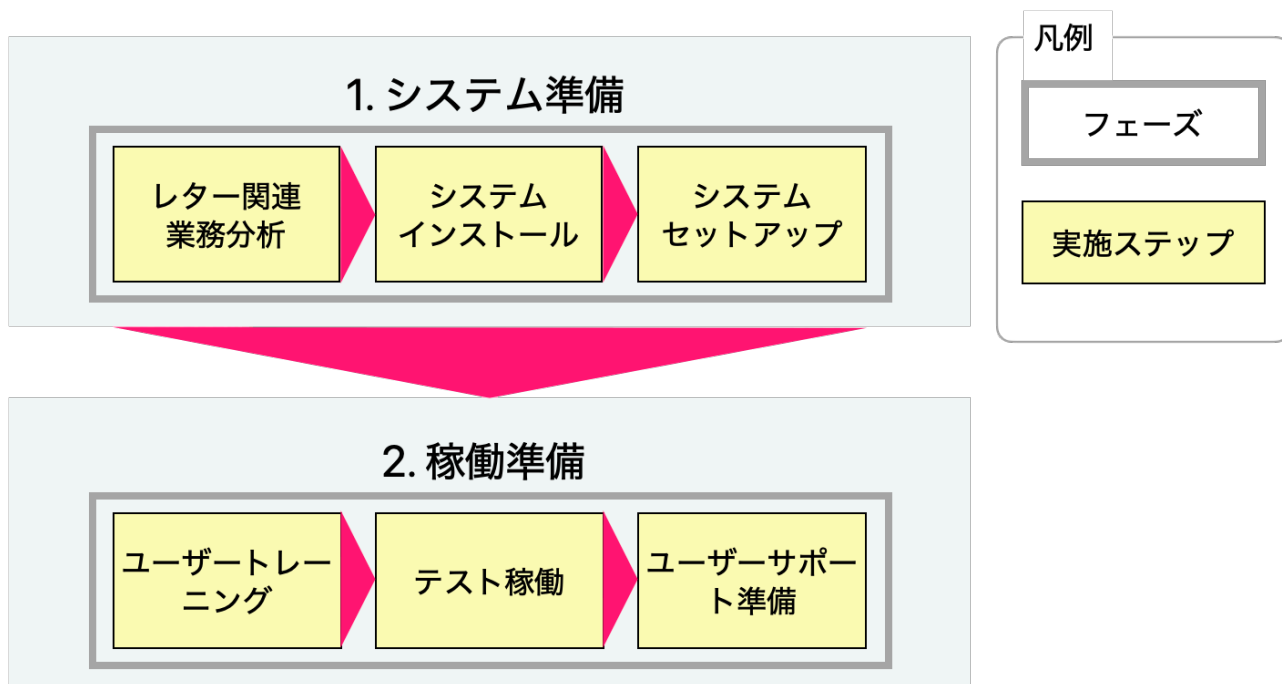 1. システム準備
レター関連
業務分析
システム
インストール
システム
セットアップ
2. 稼働準備
ユーザートレー
ニング
テスト稼働
ユーザーサポー
ト準備
凡例
フェーズ
実施ステップ